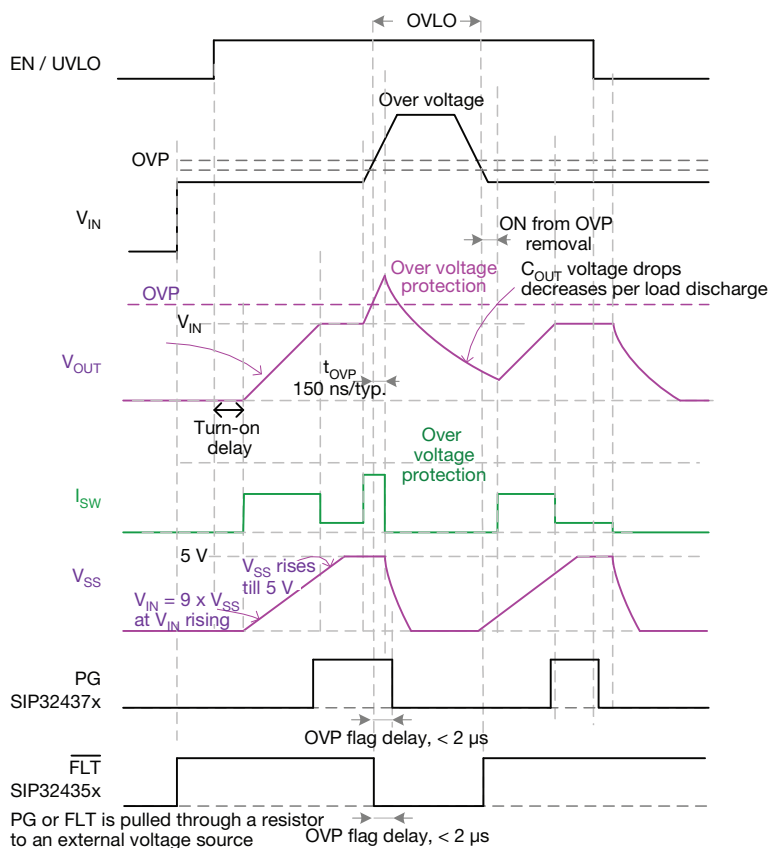 OVLO
EN / UVLO
Over voltage
OVP
VIN
ON from OVP
removal
Over voltage
protection
COUT voltage drops
decreases per load discharge
OVP
VIN
VOUT
tOVP
150 ns/typ.
Turn-on
delay
Over
voltage
protection
ISW
5 V
VSS
VSS rises
till 5 V
VIN = 9 x VSS
at VIN rising
PG
SIP32437x
OVP flag delay, < 2 µs
FLT
SIP32435x
PG or FLT is pulled through a resistor
to an external voltage source
OVP flag delay, < 2 µs